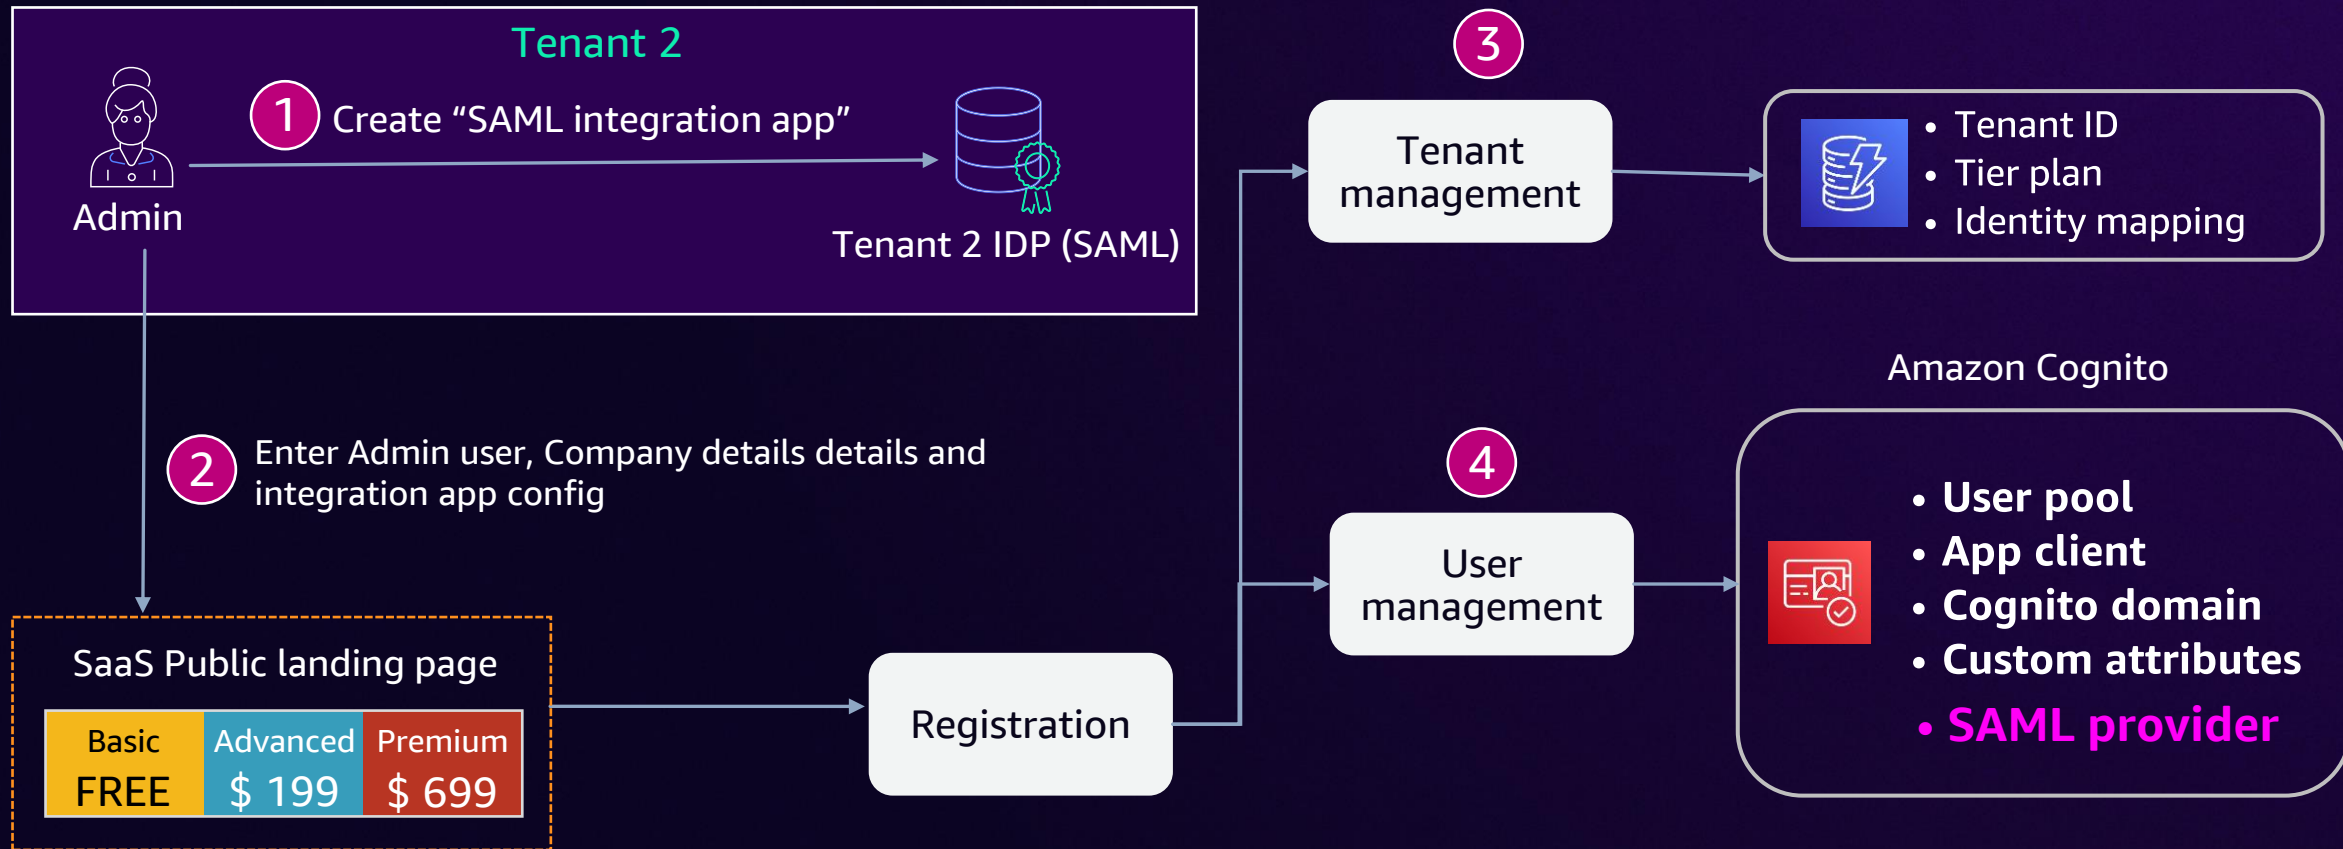 Tenant 2
1
Create “SAML integration app”
Admin
Tenant 2 IDP (SAML)
2
Enter Admin user, Company details details and
integration app config
SaaS Public landing page
Basic
FREE
Advanced
$ 199
Premium
$ 699
Registration
3
Tenant
management
• Tenant ID
• Tier plan
• Identity mapping
4
User
management
Amazon Cognito
• User pool
• App client
• Cognito domain
• Custom attributes
• SAML provider